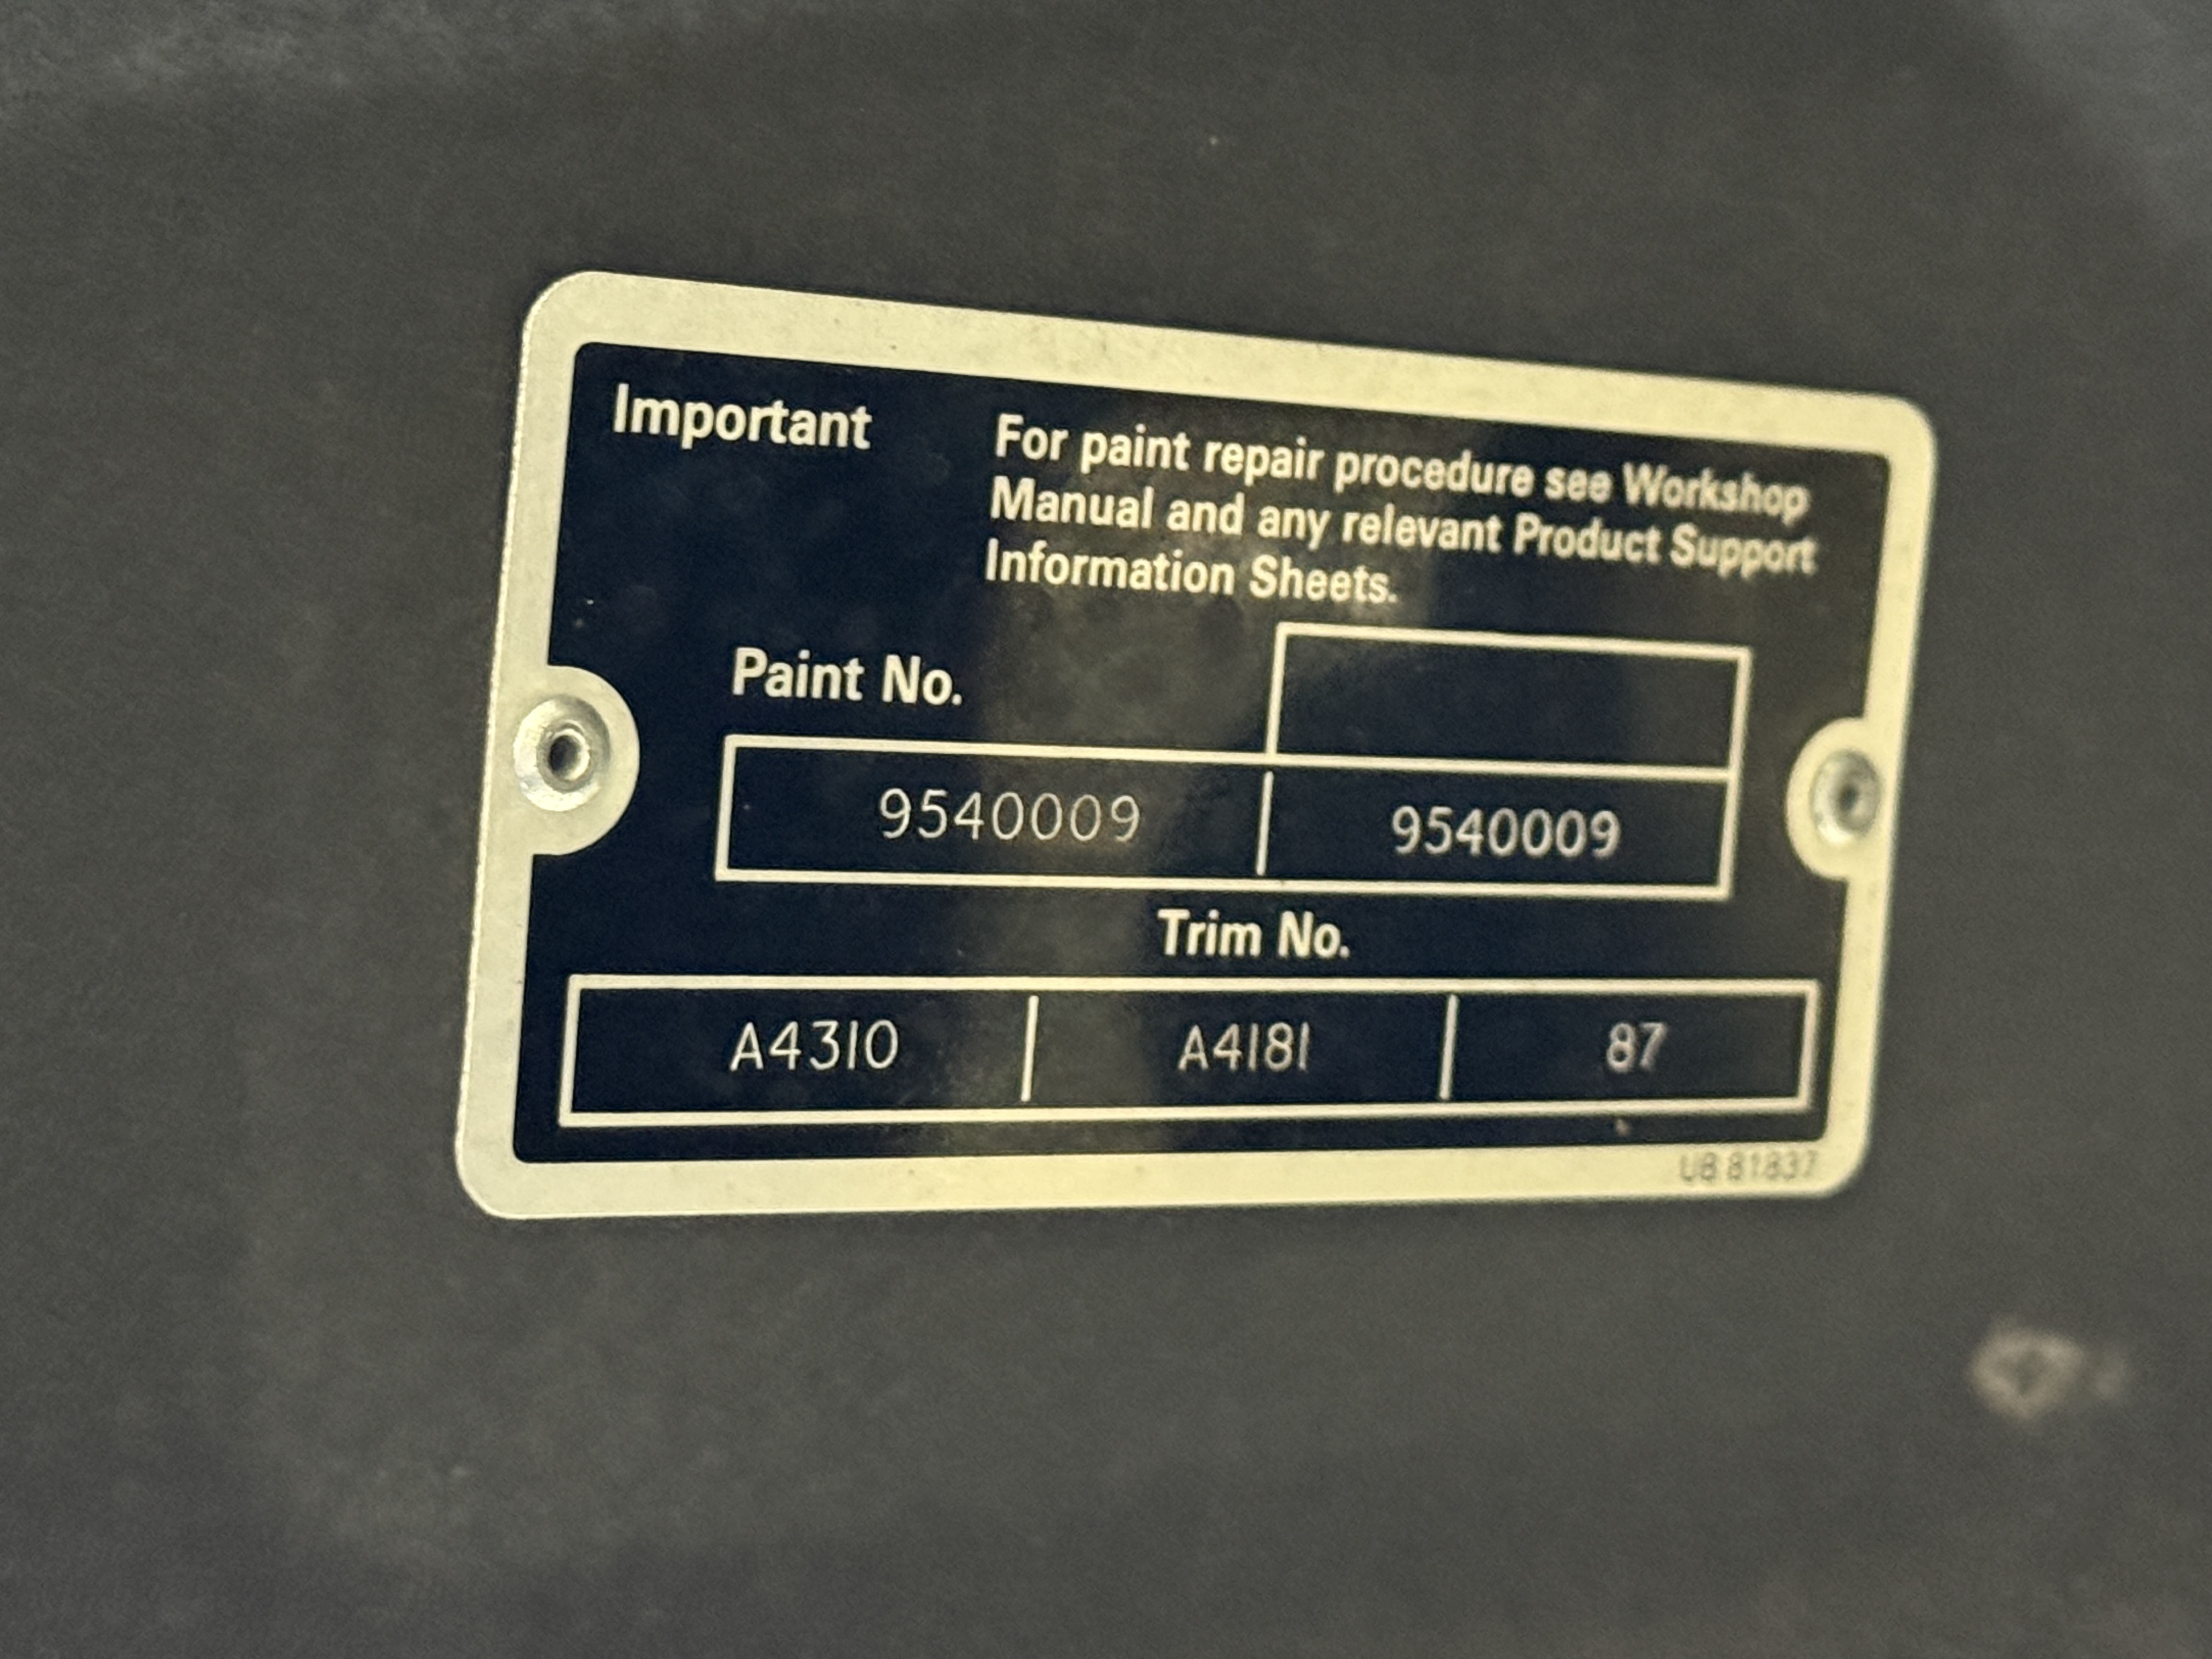 Important
For paint repair procedure see Workshop
Manual and any relevant Product Support
Information Sheets.
Paint No.
9540009 9540009
Trim No.
A4310 A4181 87
UB 81837